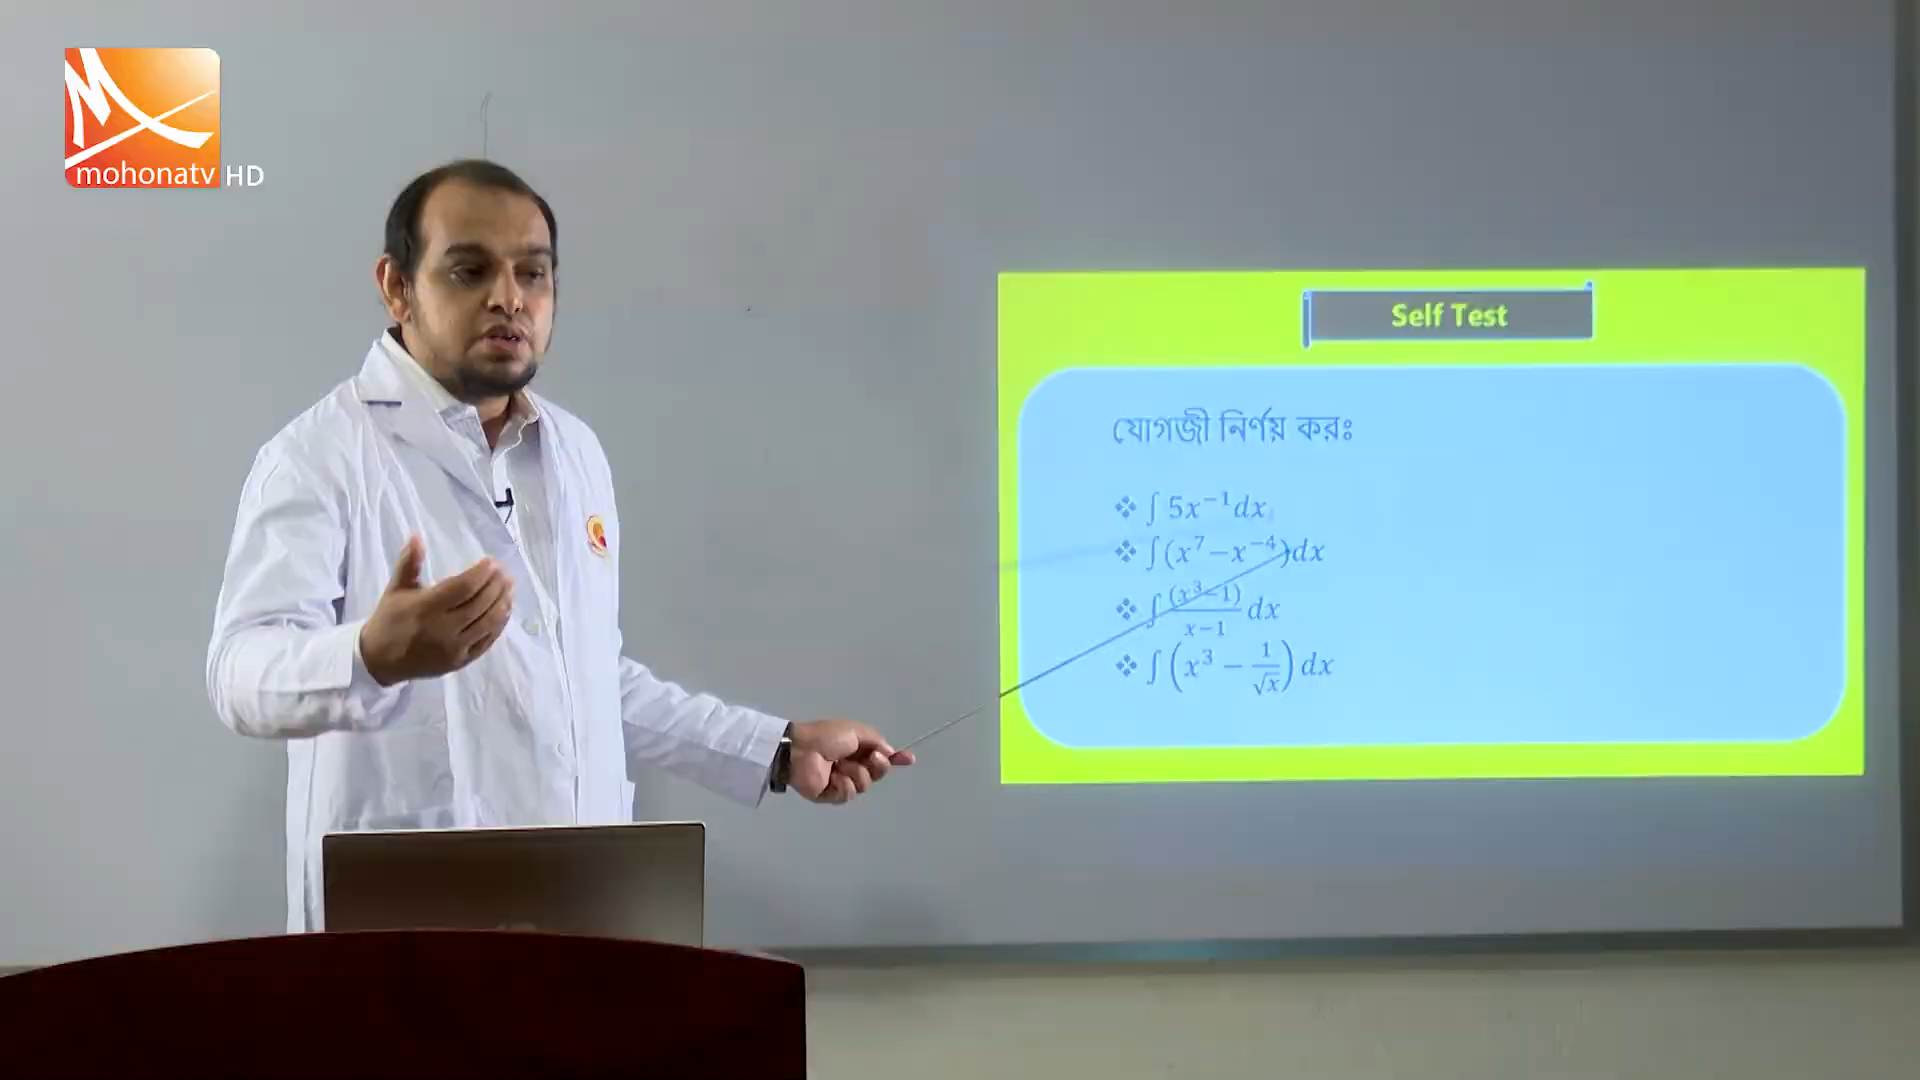 mohonatv HD
Self Test
যোগজী নির্ণয় করঃ
❖ ∫ 5x⁻¹dx
❖ ∫(x⁷−x⁻⁴)dx
❖ ∫ (x³−1)/(x−1) dx
❖ ∫ (x³ − 1/√x) dx